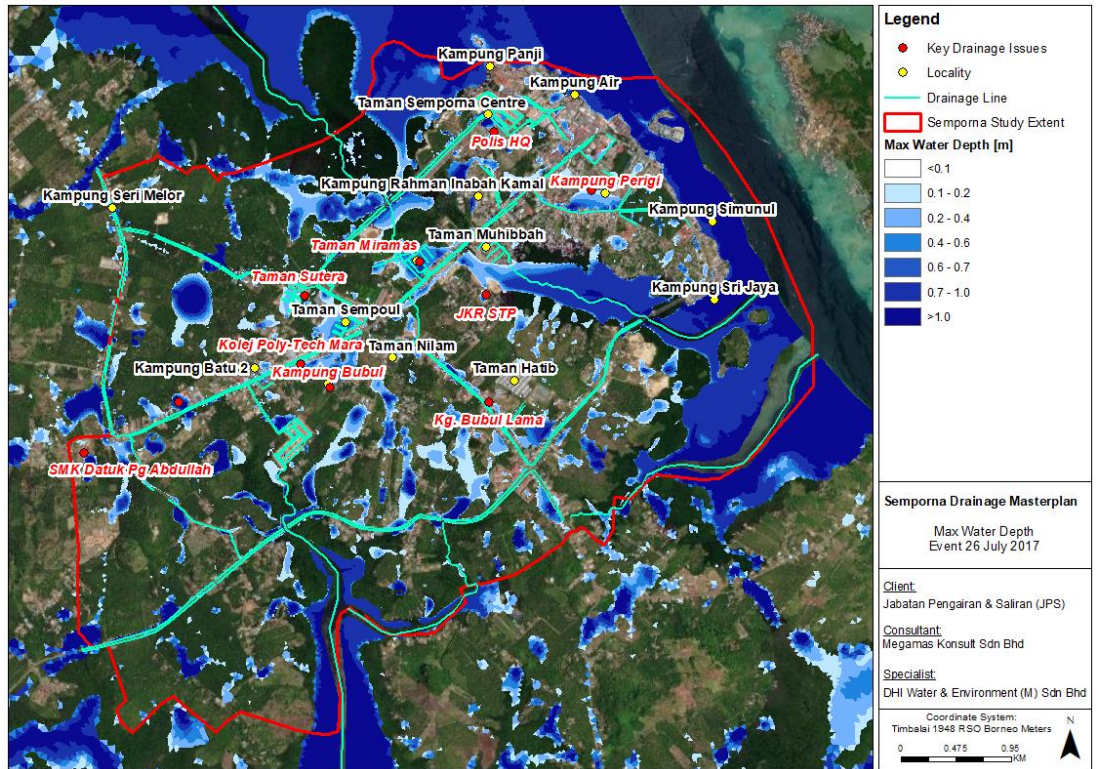 Kampung Panji
Kampung Air
Taman Semporna Centre
Polis HQ
Kampung Rahman Inabah Kamal
Kampung Perigi
Kampung Seri Melor
Kampung Simunul
Taman Muhibbah
Taman Miramas
Taman Sutera
Kampung Sri Jaya
JKR STP
Taman Sempoul
Kolej Poly-Tech Mara
Taman Nilam
Kampung Batu 2
Kampung Bubul
Taman Hatib
Kg. Bubul Lama
SMK Datuk Pg Abdullah
Legend
Key Drainage Issues
Locality
Drainage Line
Semporna Study Extent
Max Water Depth [m]
<0.1
0.1 - 0.2
0.2 - 0.4
0.4 - 0.6
0.6 - 0.7
0.7 - 1.0
>1.0
Semporna Drainage Masterplan
Max Water Depth
Event 26 July 2017
Client:
Jabatan Pengairan & Saliran (JPS)
Consultant:
Megamas Konsult Sdn Bhd
Specialist:
DHI Water & Environment (M) Sdn Bhd
Coordinate System:
Timbalai 1948 RSO Borneo Meters
N
0 0.475 0.95
KM